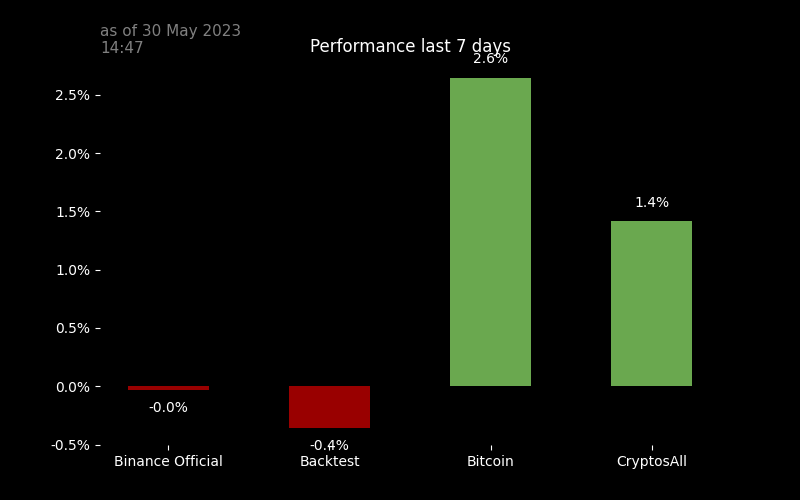 as of 30 May 2023
14:47
Performance last 7 days
2.6%
2.5%
2.0%
1.5%
1.4%
1.0%
0.5%
0.0%
-0.0%
-0.4%
-0.5%
Binance Official
Backtest
Bitcoin
CryptosAll